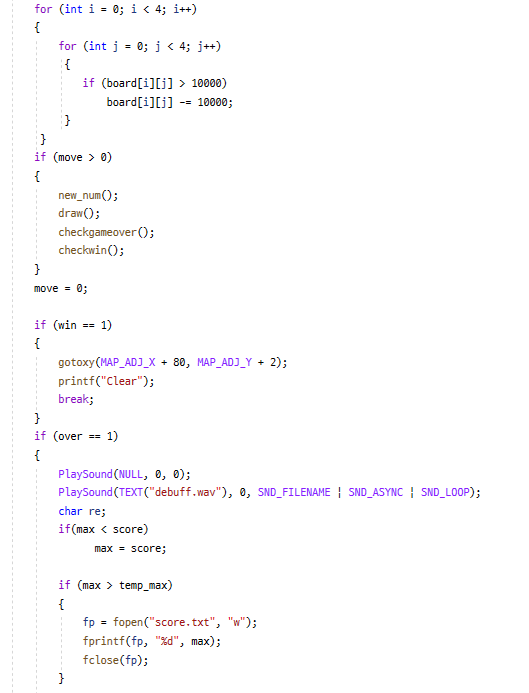 for (int i = 0; i < 4; i++)
{
for (int j = 0; j < 4; j++)
{
if (board[i][j] > 10000)
board[i][j] -= 10000;
}
}
if (move > 0)
{
new_num();
draw();
checkgameover();
checkwin();
}
move = 0;
if (win == 1)
{
gotoxy(MAP_ADJ_X + 80, MAP_ADJ_Y + 2);
printf("Clear");
break;
}
if (over == 1)
{
PlaySound(NULL, 0, 0);
PlaySound(TEXT("debuff.wav"), 0, SND_FILENAME | SND_ASYNC | SND_LOOP);
char re;
if(max < score)
max = score;
if (max > temp_max)
{
fp = fopen("score.txt", "w");
fprintf(fp, "%d", max);
fclose(fp);
}